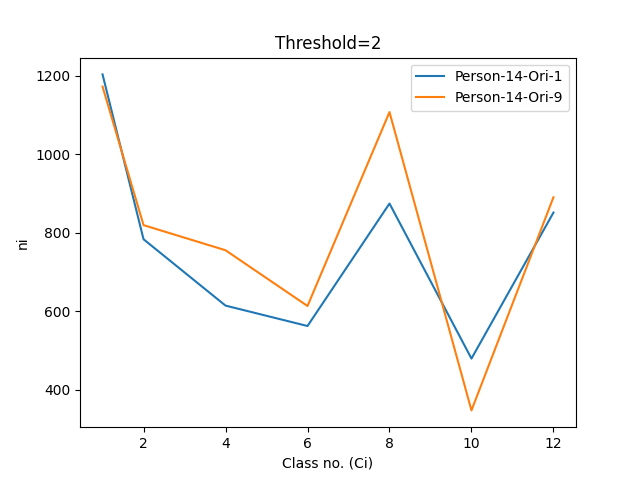 Threshold=2
Person-14-Ori-1
Person-14-Ori-9
1200
1000
800
600
400
ni
2 4 6 8 10 12
Class no. (Ci)